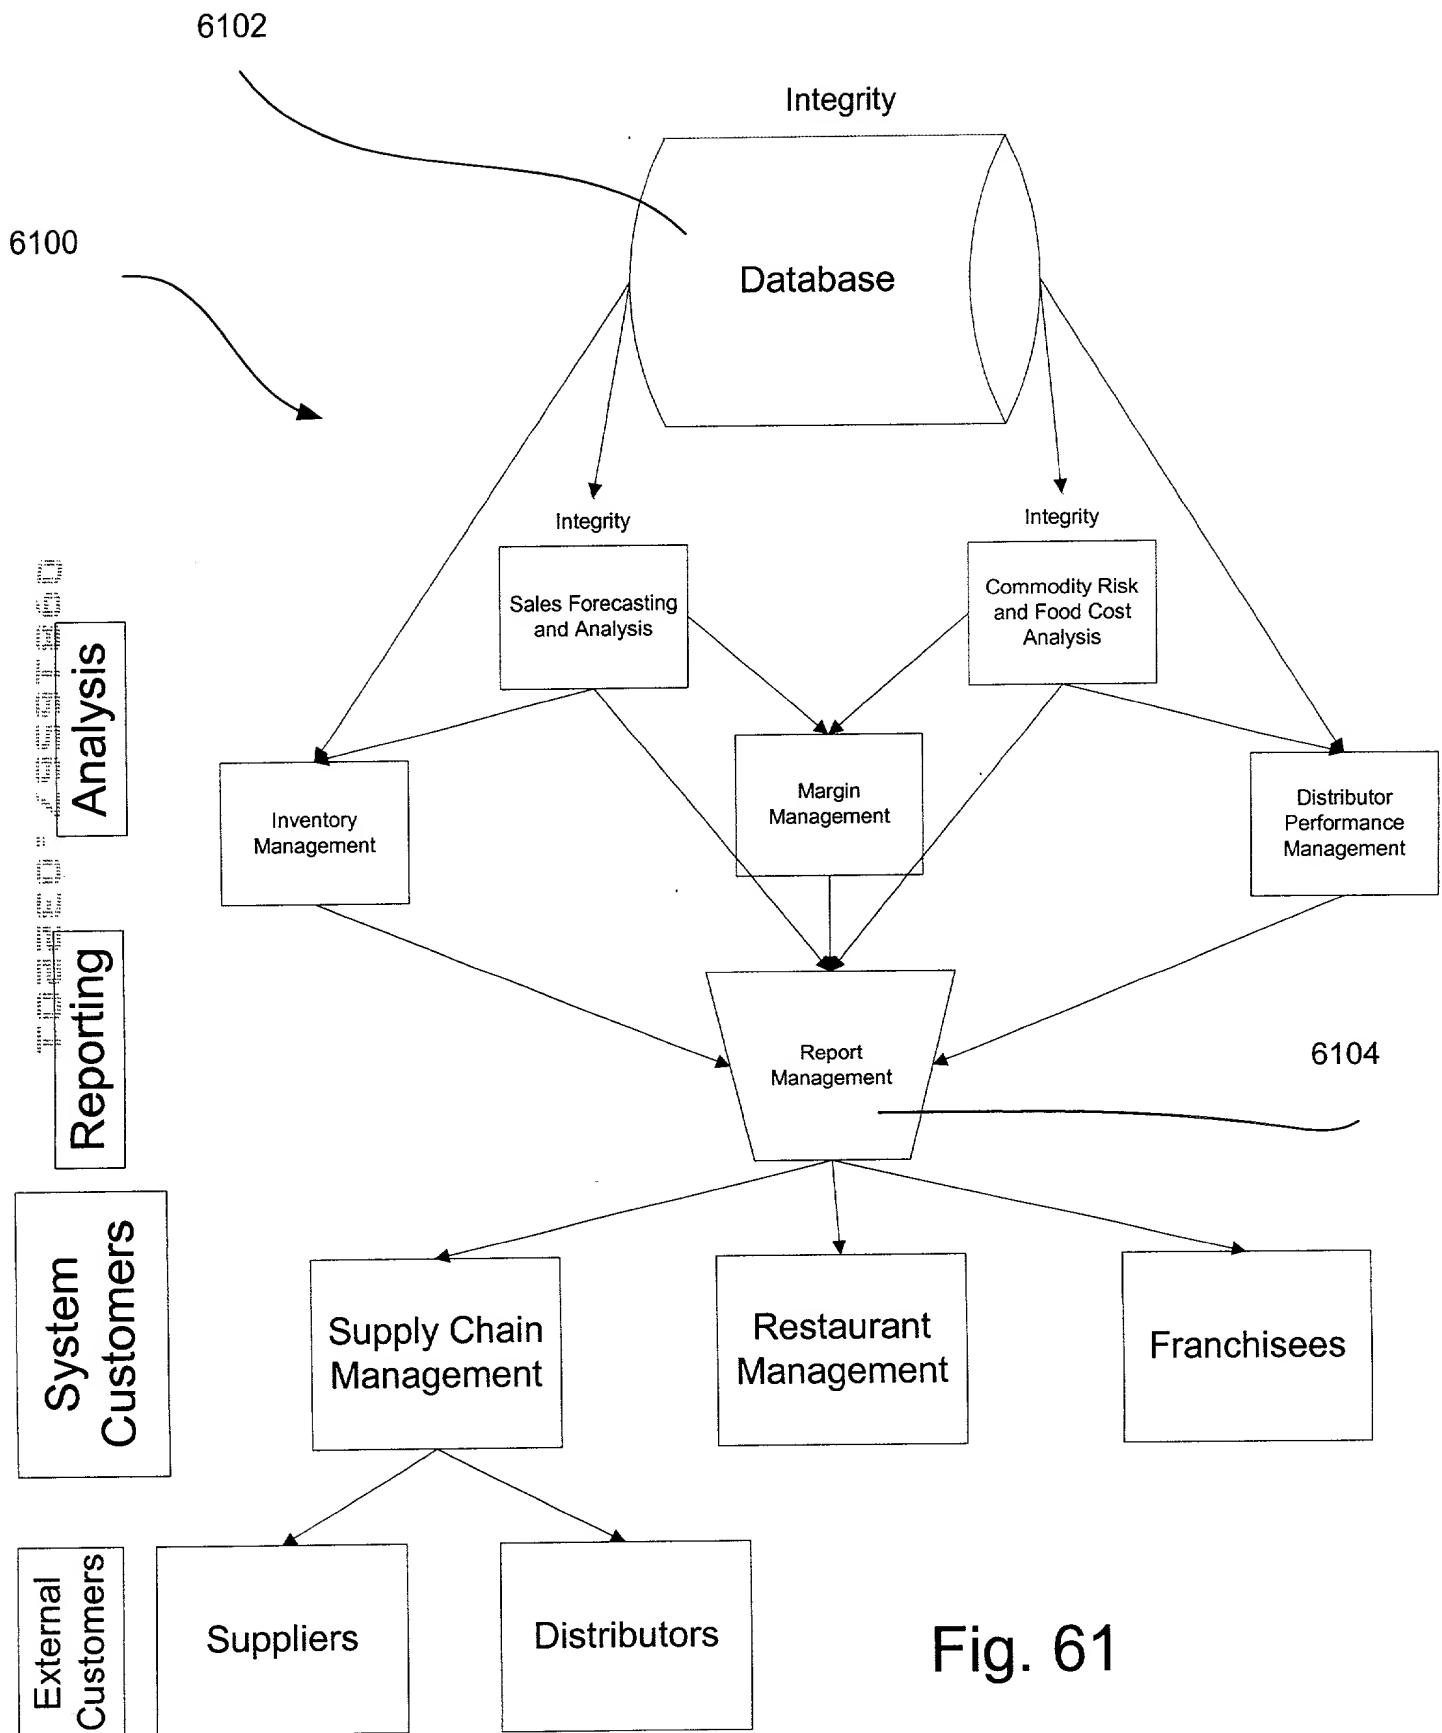 6102
Integrity
6100
Database
Integrity
Integrity
Sales Forecasting
and Analysis
Commodity Risk
and Food Cost
Analysis
Analysis
Inventory
Management
Margin
Management
Distributor
Performance
Management
Reporting
Report
Management
6104
System
Customers
Supply Chain
Management
Restaurant
Management
Franchisees
External
Customers
Suppliers
Distributors
Fig. 61